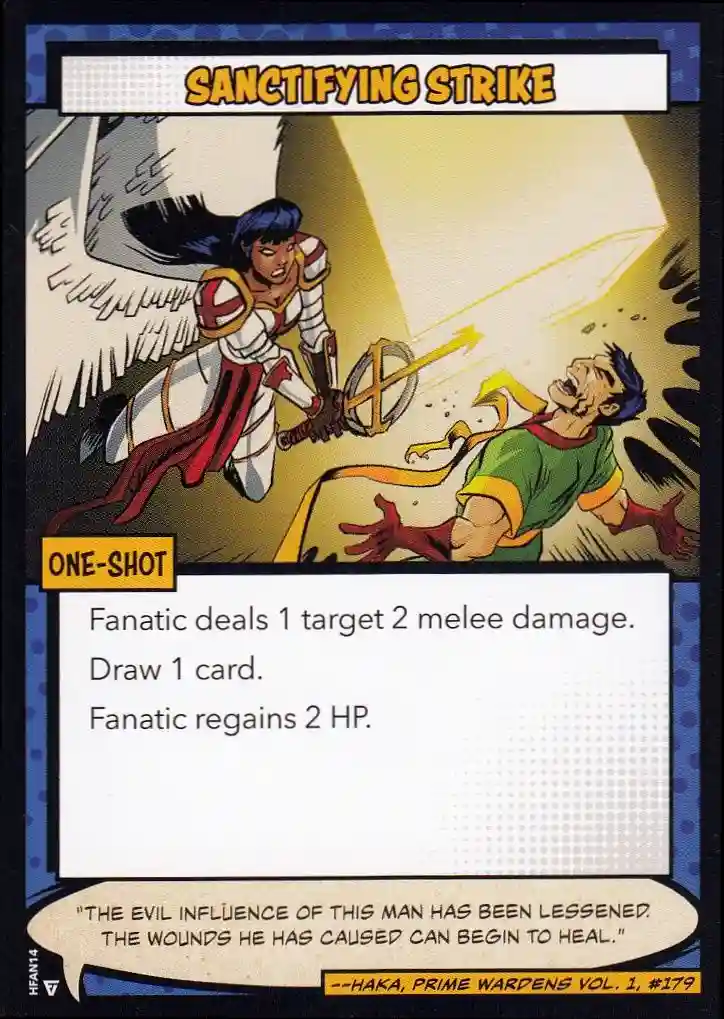 SANCTIFYING STRIKE
ONE-SHOT
Fanatic deals 1 target 2 melee damage.
Draw 1 card.
Fanatic regains 2 HP.
"THE EVIL INFLUENCE OF THIS MAN HAS BEEN LESSENED.
THE WOUNDS HE HAS CAUSED CAN BEGIN TO HEAL."
--HAKA, PRIME WARDENS VOL. 1, #179
HFAN14